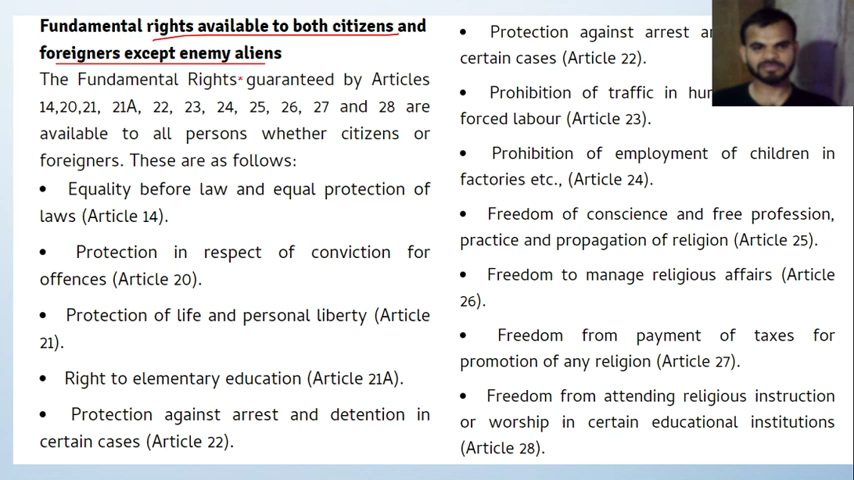 Fundamental rights available to both citizens and
foreigners except enemy aliens
The Fundamental Rights guaranteed by Articles
14,20,21, 21A, 22, 23, 24, 25, 26, 27 and 28 are
available to all persons whether citizens or
foreigners. These are as follows:
• Equality before law and equal protection of
laws (Article 14).
• Protection in respect of conviction for
offences (Article 20).
• Protection of life and personal liberty (Article
21).
• Right to elementary education (Article 21A).
• Protection against arrest and detention in
certain cases (Article 22).
• Protection against arrest
certain cases (Article 22).
• Prohibition of traffic in
forced labour (Article 23).
• Prohibition of employment of children in
factories etc., (Article 24).
• Freedom of conscience and free profession,
practice and propagation of religion (Article 25).
• Freedom to manage religious affairs (Article
26).
• Freedom from payment of taxes for
promotion of any religion (Article 27).
• Freedom from attending religious instruction
or worship in certain educational institutions
(Article 28).